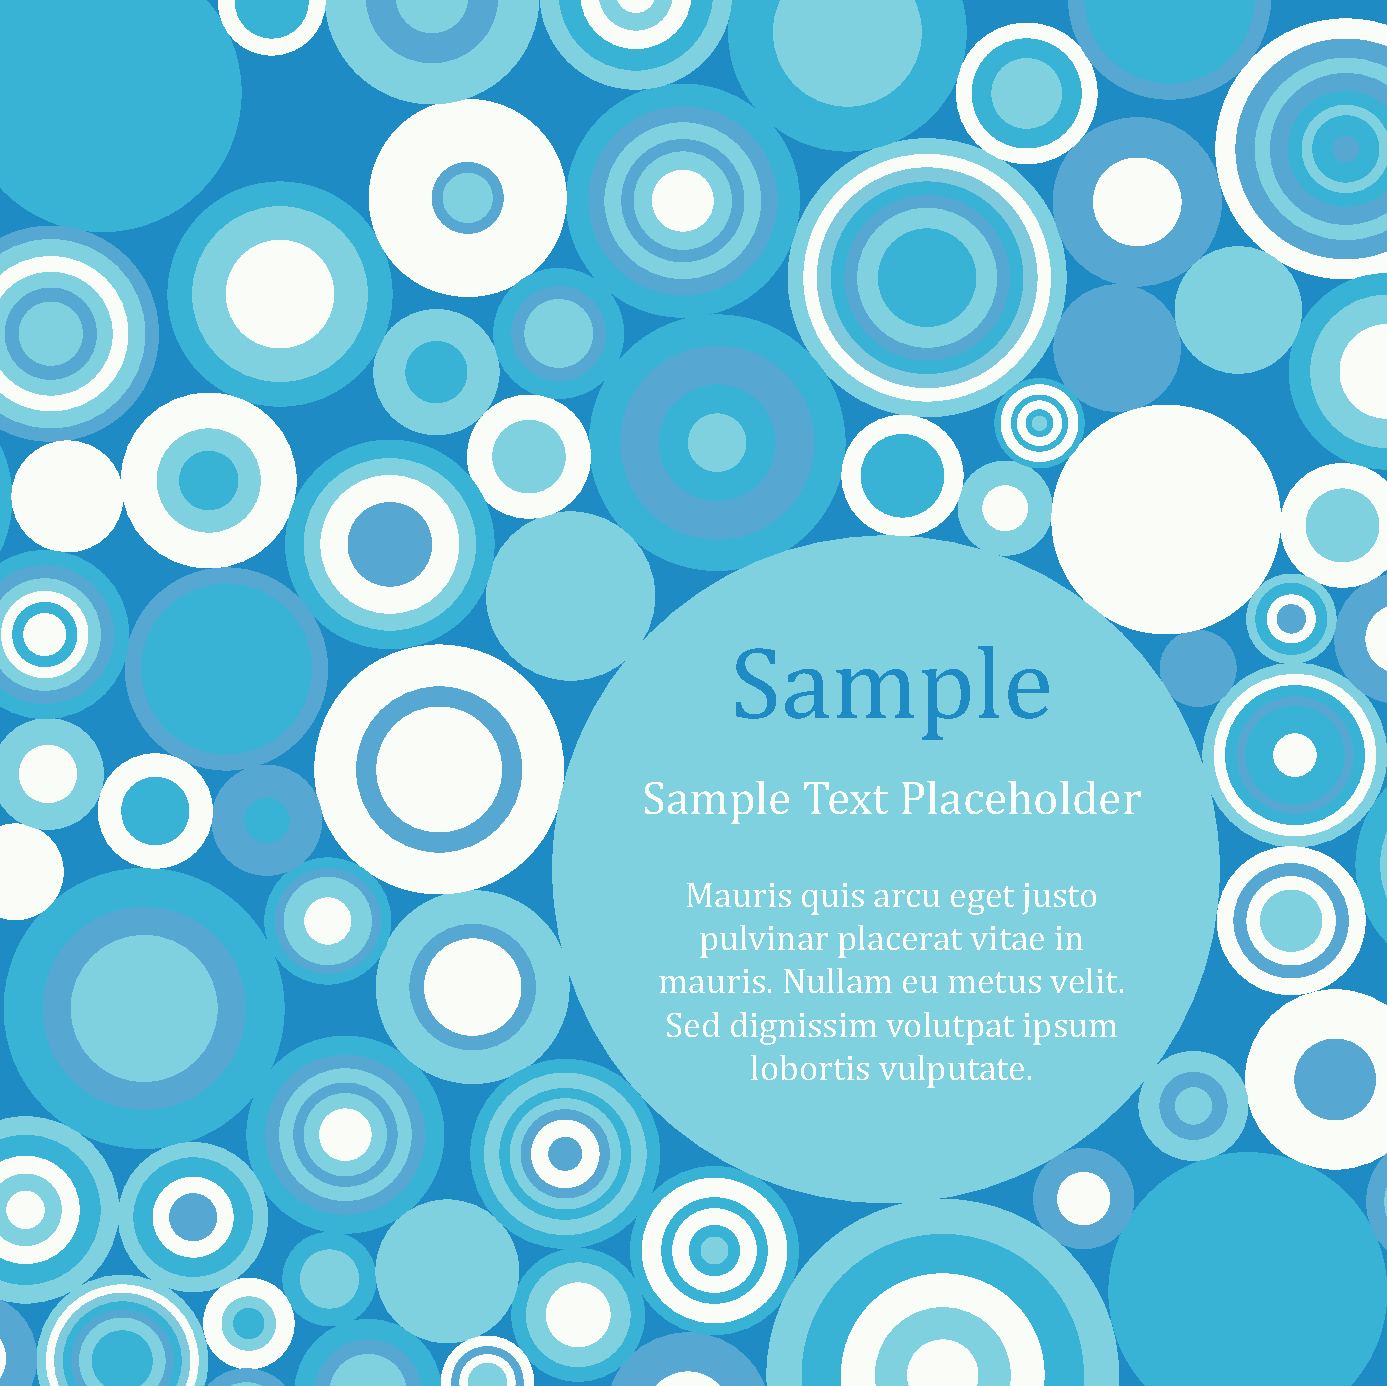 Sample
Sample Text Placeholder
Mauris quis arcu eget justo
pulvinar placerat vitae in
mauris. Nullam eu metus velit.
Sed dignissim volutpat ipsum
lobortis vulputate.